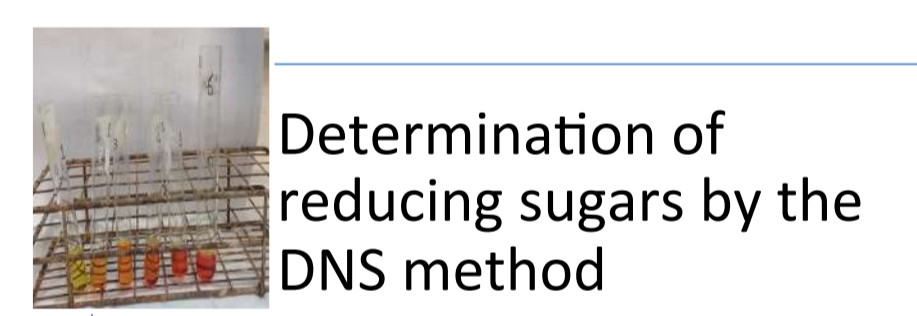 Determination of
reducing sugars by the
DNS method